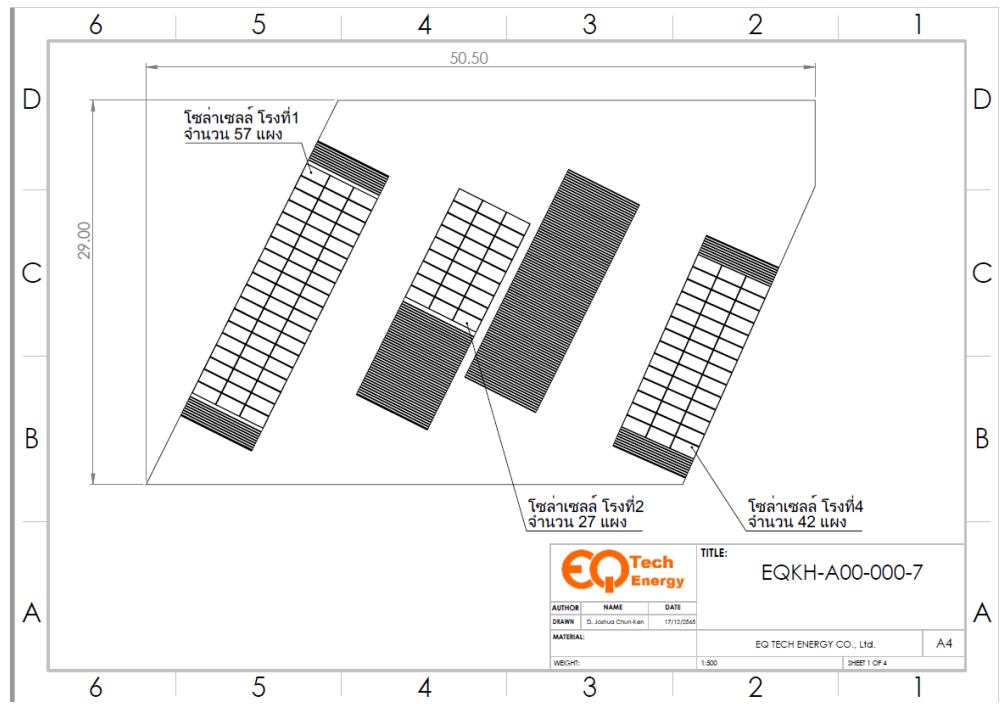 6 5 4 3 2 1
50.50
D D
โซล่าเซลล์ โรงที่1
จำนวน 57 แผง
29.00
C C
B B
โซล่าเซลล์ โรงที่2
จำนวน 27 แผง
โซล่าเซลล์ โรงที่4
จำนวน 42 แผง
EQ Tech Energy
TITLE:
EQKH-A00-000-7
AUTHOR NAME DATE
DRAWN D. Joshua Chun-Ken 17/12/2565
MATERIAL:
EQ TECH ENERGY CO., Ltd. A4
WEIGHT: 1:500 SHEET 1 OF 4
A A
6 5 4 3 2 1